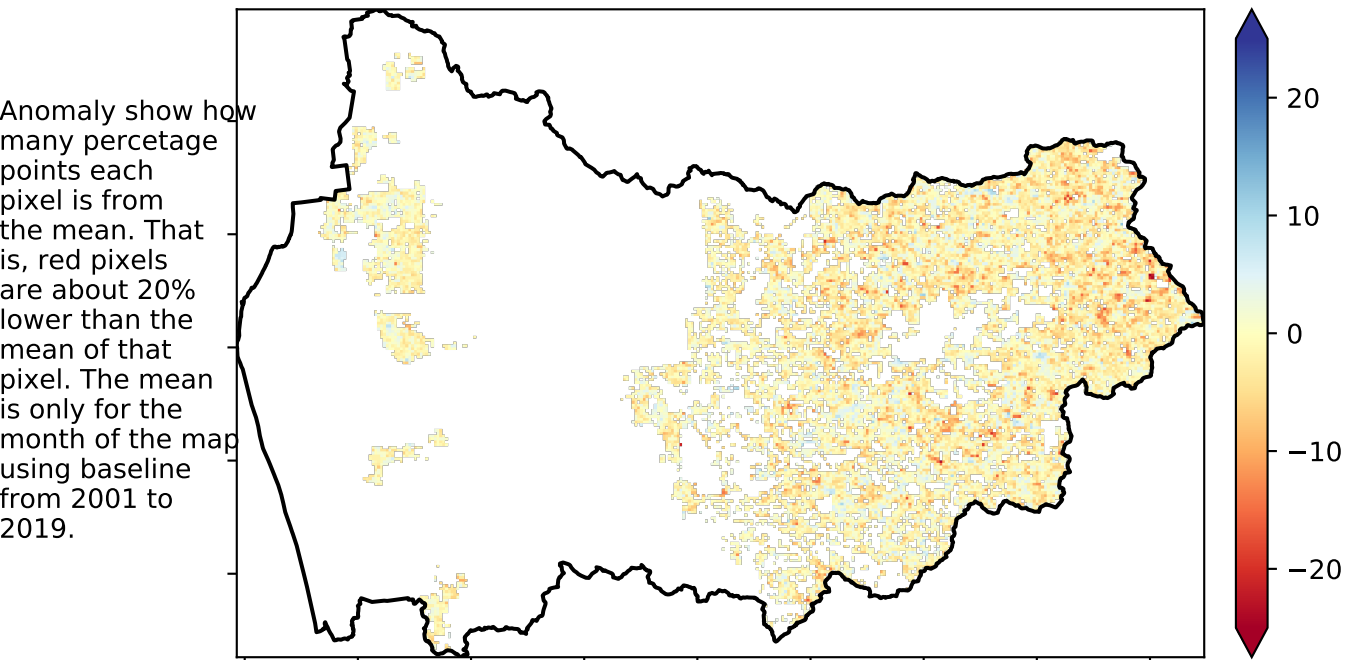 Anomaly show how
many percetage
points each
pixel is from
the mean. That
is, red pixels
are about 20%
lower than the
mean of that
pixel. The mean
is only for the
month of the map
using baseline
from 2001 to
2019.
20
10
0
−10
−20